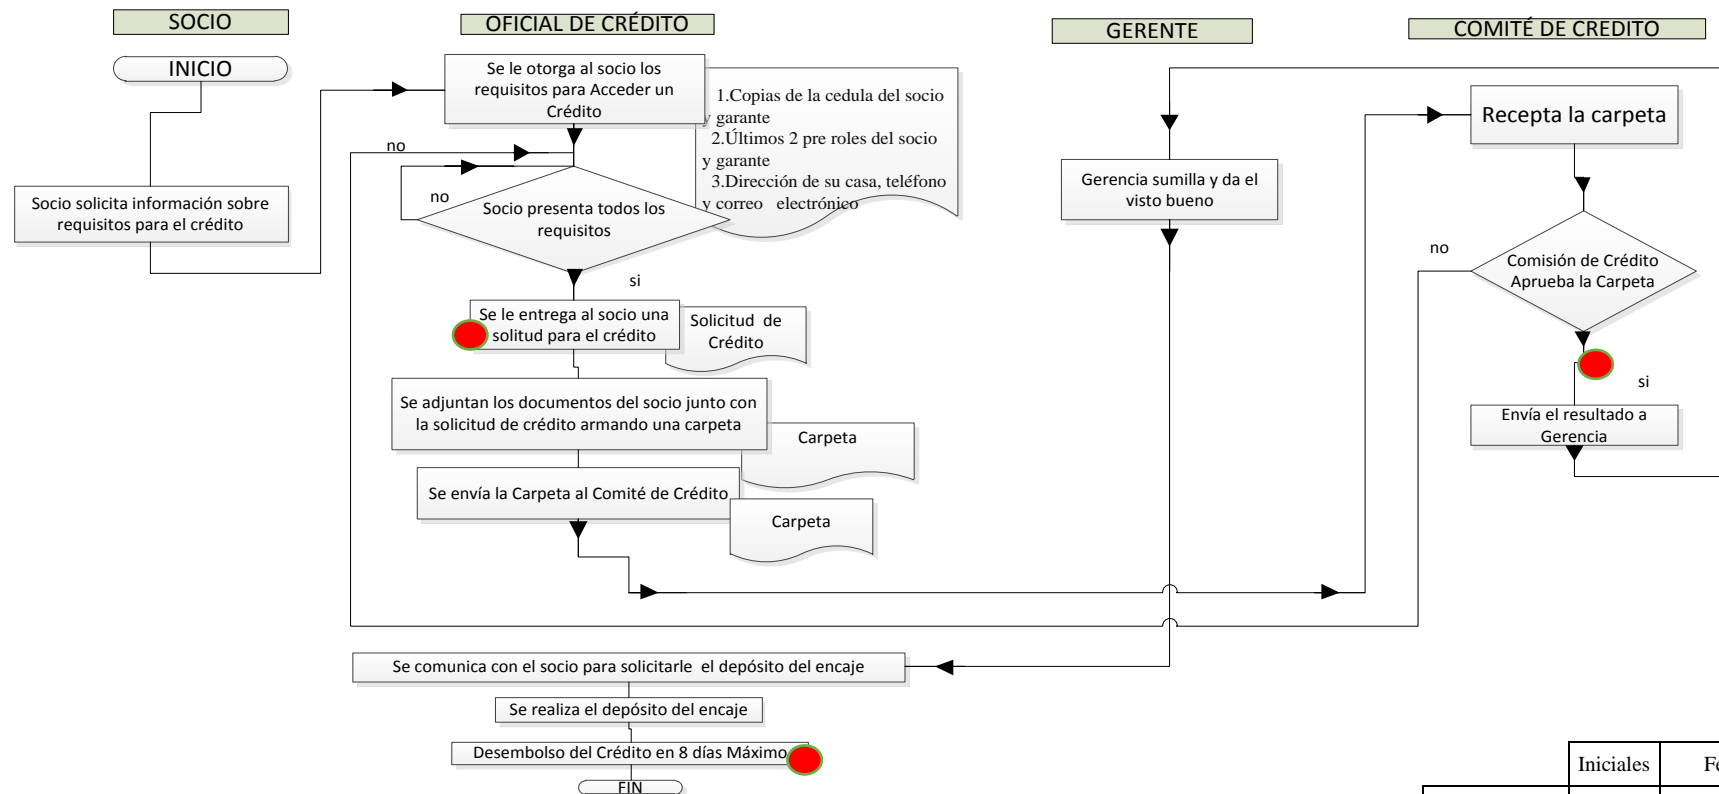 SOCIO
OFICIAL DE CRÉDITO
GERENTE
COMITÉ DE CREDITO
INICIO
Se le otorga al socio los
requisitos para Acceder un
Crédito
1.Copias de la cedula del socio
y garante
2.Últimos 2 pre roles del socio
y garante
3.Dirección de su casa, teléfono
y correo electrónico
Recepta la carpeta
no
no
Socio solicita información sobre
requisitos para el crédito
Socio presenta todos los
requisitos
si
Gerencia sumilla y da el
visto bueno
no
Comisión de Crédito
Aprueba la Carpeta
si
Se le entrega al socio una
solitud para el crédito
Solicitud de
Crédito
Se adjuntan los documentos del socio junto con
la solicitud de crédito armando una carpeta
Carpeta
Envía el resultado a
Gerencia
Se envía la Carpeta al Comité de Crédito
Carpeta
Se comunica con el socio para solicitarle el depósito del encaje
Se realiza el depósito del encaje
Desembolso del Crédito en 8 días Máximo
FIN
Iniciales